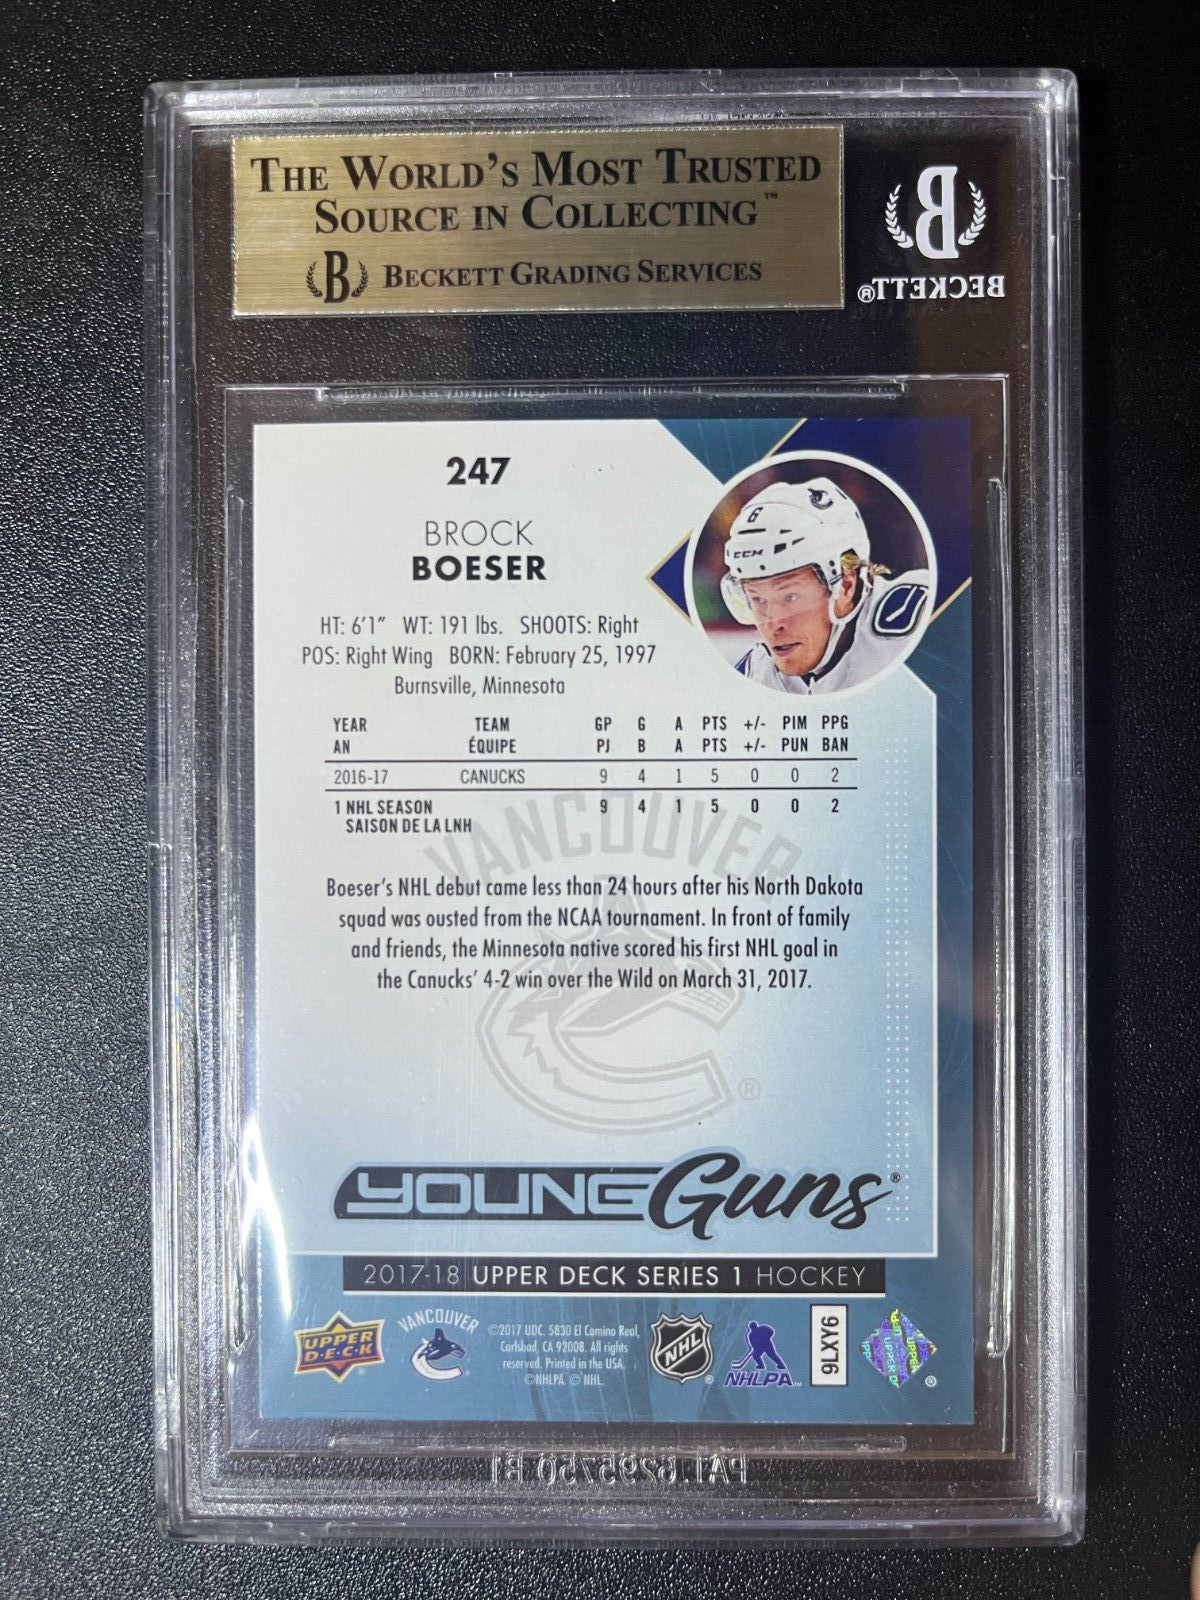 THE WORLD'S MOST TRUSTED
SOURCE IN COLLECTING™
B BECKETT GRADING SERVICES
B
BECKETT®
247
BROCK
BOESER
6
CCM
HT: 6'1" WT: 191 lbs. SHOOTS: Right
POS: Right Wing BORN: February 25, 1997
Burnsville, Minnesota
YEAR TEAM GP G A PTS +/- PIM PPG
AN ÉQUIPE PJ B A PTS +/- PUN BAN
2016-17 CANUCKS 9 4 1 5 0 0 2
1 NHL SEASON 9 4 1 5 0 0 2
SAISON DE LA LNH
VANCOUVER
Boeser's NHL debut came less than 24 hours after his North Dakota
squad was ousted from the NCAA tournament. In front of family
and friends, the Minnesota native scored his first NHL goal in
the Canucks' 4-2 win over the Wild on March 31, 2017.
®
YOUNG Guns®
2017-18 UPPER DECK SERIES 1 HOCKEY
UPPER
D·E·C·K
VANCOUVER
©2017 UDC. 5830 El Camino Real,
Carlsbad, CA 92008. All rights
reserved. Printed in the USA.
©NHLPA. © NHL.
NHL ®
NHLPA™
9LXY6
UPPER
®